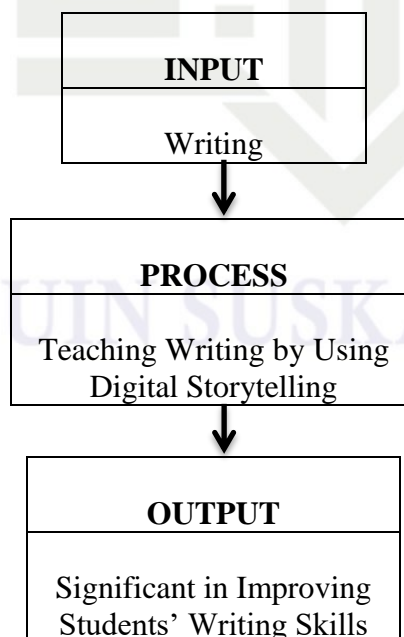 INPUT
Writing
PROCESS
UIN SUSKA
Teaching Writing by Using
Digital Storytelling
OUTPUT
Significant in Improving
Students’ Writing Skills